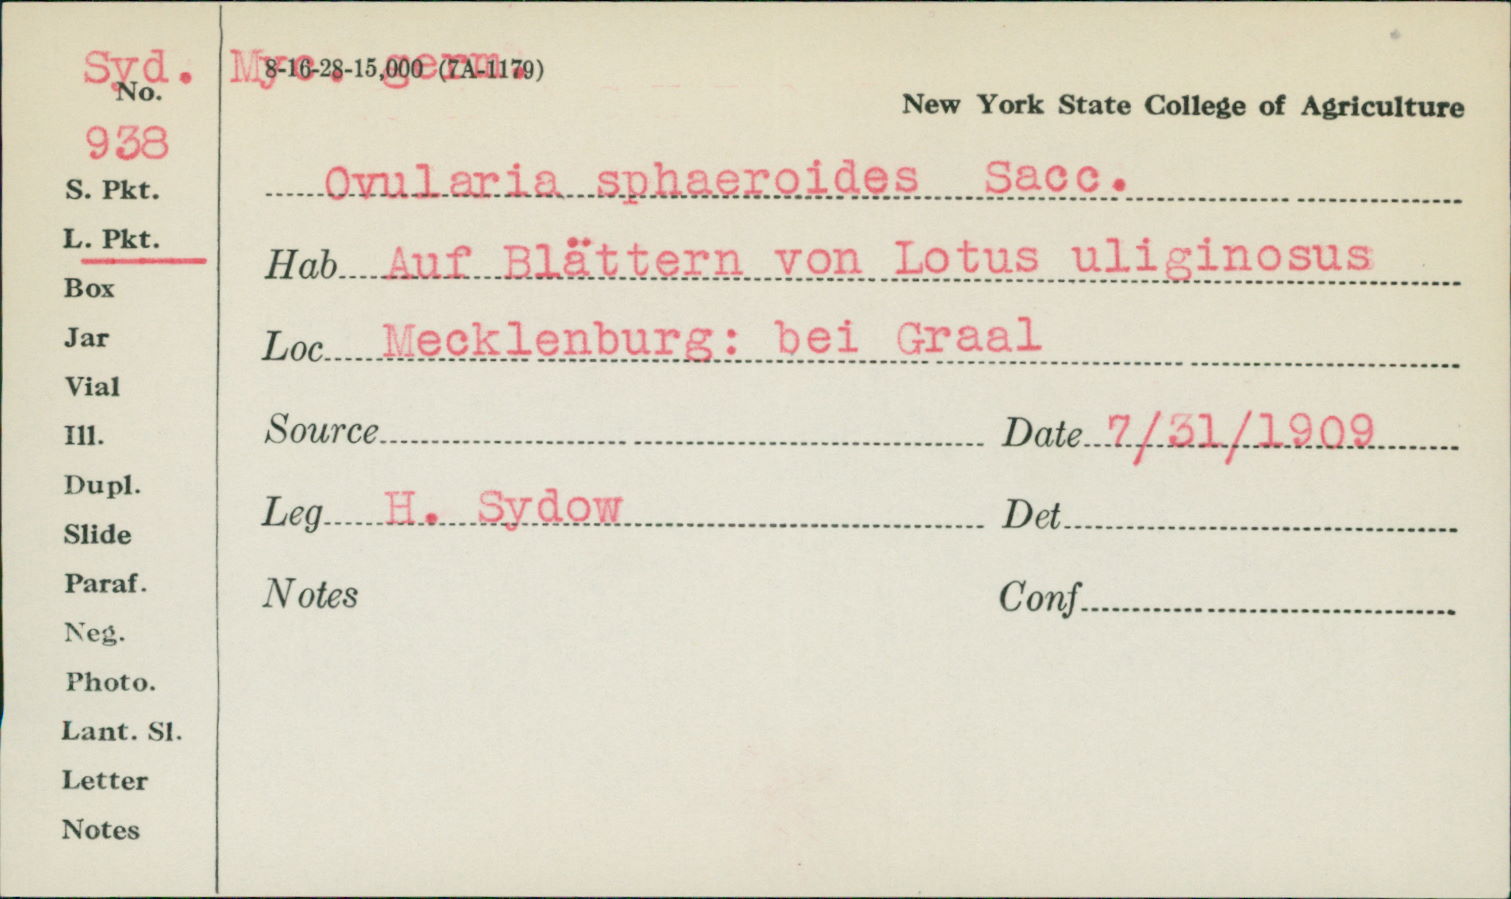 Syd. Myc. germ.
8-16-28-15,000 (7A-1179)
No.
938
New York State College of Agriculture
S. Pkt.
Ovularia sphaeroides Sacc.
L. Pkt.
Hab Auf Blättern von Lotus uliginosus
Box
Jar
Loc Mecklenburg: bei Graal
Vial
Ill.
Source Date 7/31/1909
Dupl.
Leg H. Sydow Det
Slide
Paraf.
Notes Conf
Neg.
Photo.
Lant. Sl.
Letter
Notes